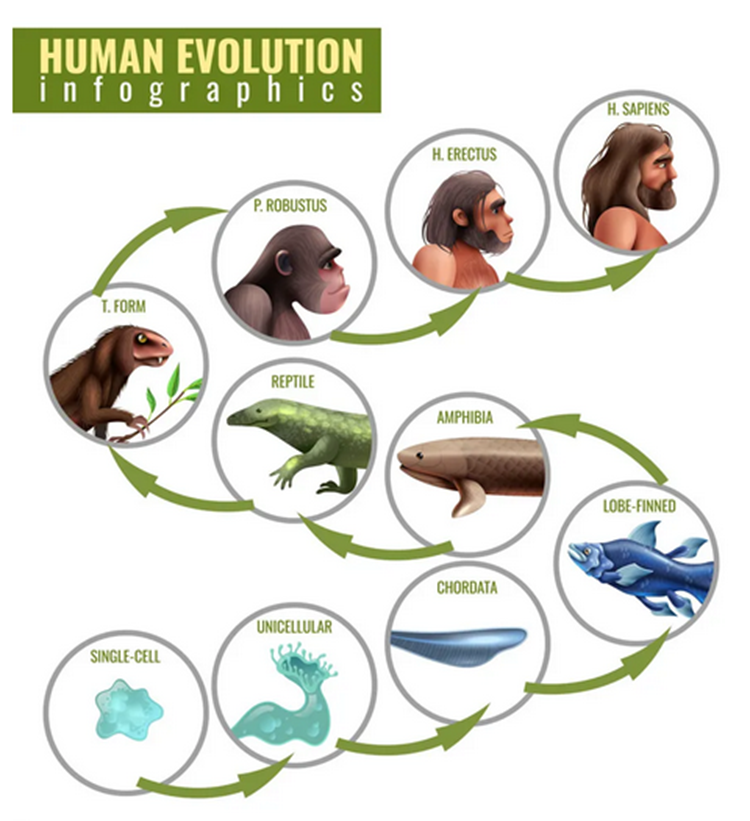 HUMAN EVOLUTION
infographics
H. SAPIENS
H. ERECTUS
P. ROBUSTUS
T. FORM
REPTILE
AMPHIBIA
LOBE-FINNED
CHORDATA
UNICELLULAR
SINGLE-CELL